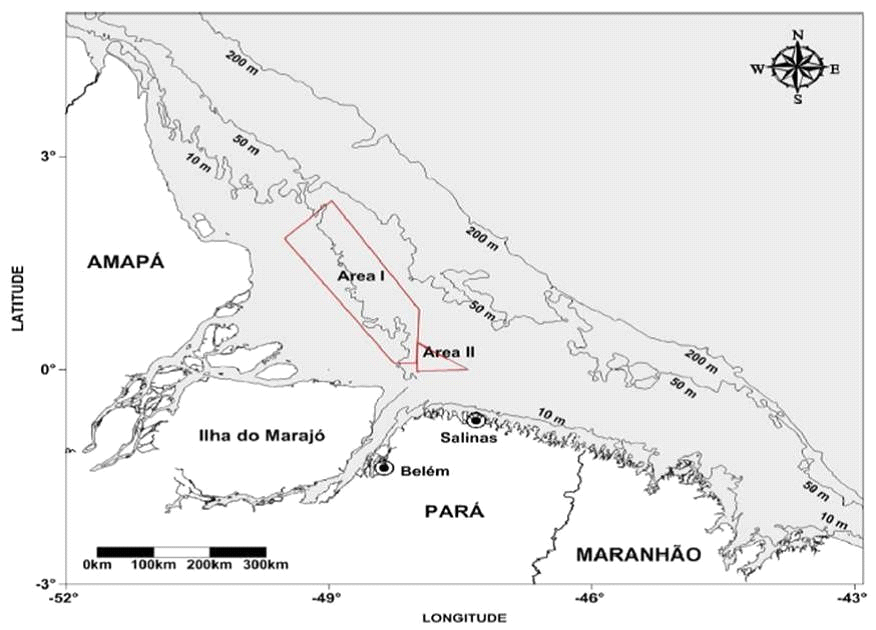 N
W E
S
200 m
50 m
10 m
3°
200 m
AMAPÁ
Area I
LATITUDE
50 m
Area II
200 m
0°
50 m
10 m
Ilha do Marajó
Salinas
Belém
50 m
PARÁ
10 m
MARANHÃO
0km 100km 200km 300km
-3°
-52° -49° -46° -43°
LONGITUDE